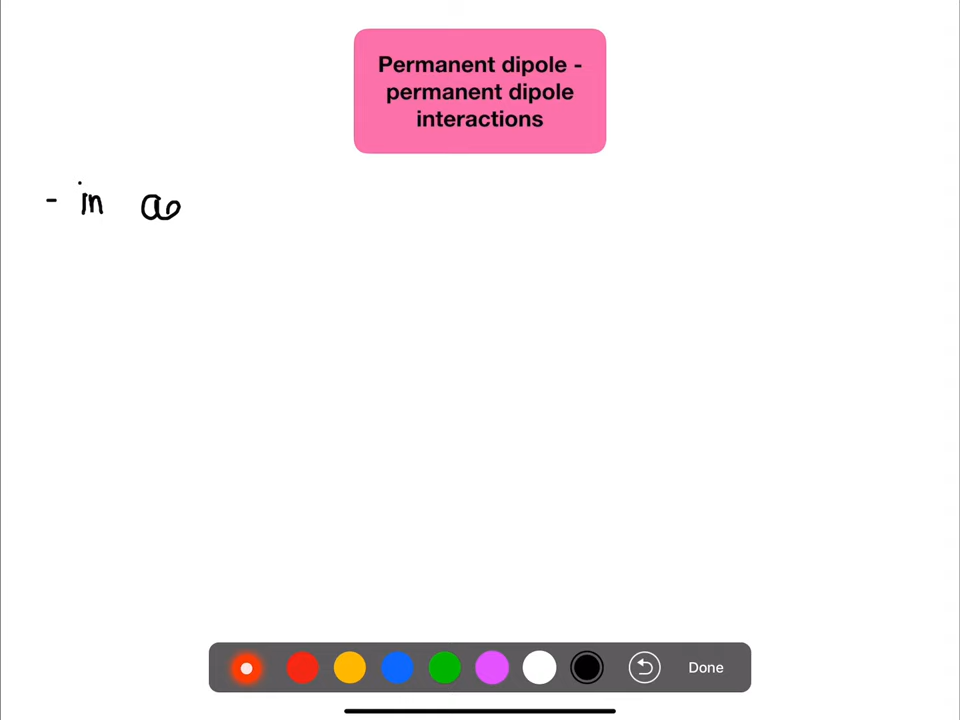 Permanent dipole -
permanent dipole
interactions
- in
Done